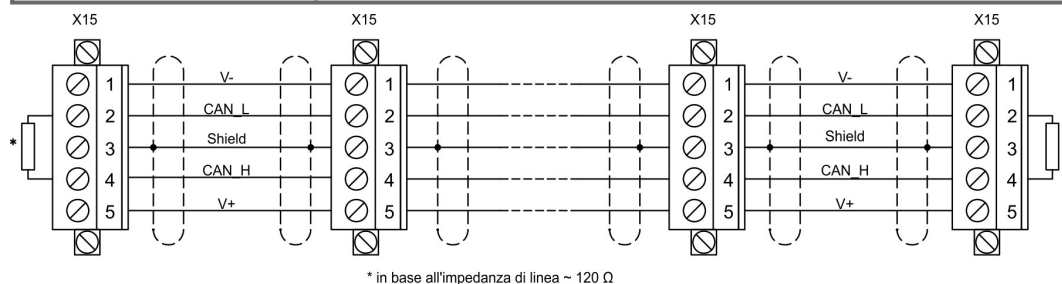 X15 X15 X15 X15
1 V- 1 1 V- 1
2 CAN_L 2 2 CAN_L 2
* 3 Shield 3 3 Shield 3
4 CAN_H 4 4 CAN_H 4
5 V+ 5 5 V+ 5
* in base all'impedanza di linea ~ 120 Ω